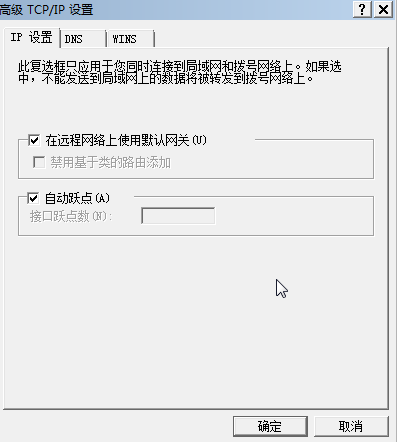 高级 TCP/IP 设置
IP 设置 DNS WINS
此复选框只应用于您同时连接到局域网和拨号网络上。如果选
中，不能发送到局域网上的数据将被转发到拨号网络上。
在远程网络上使用默认网关(U)
禁用基于类的路由添加
自动跃点(A)
接口跃点数(N):
确定 取消